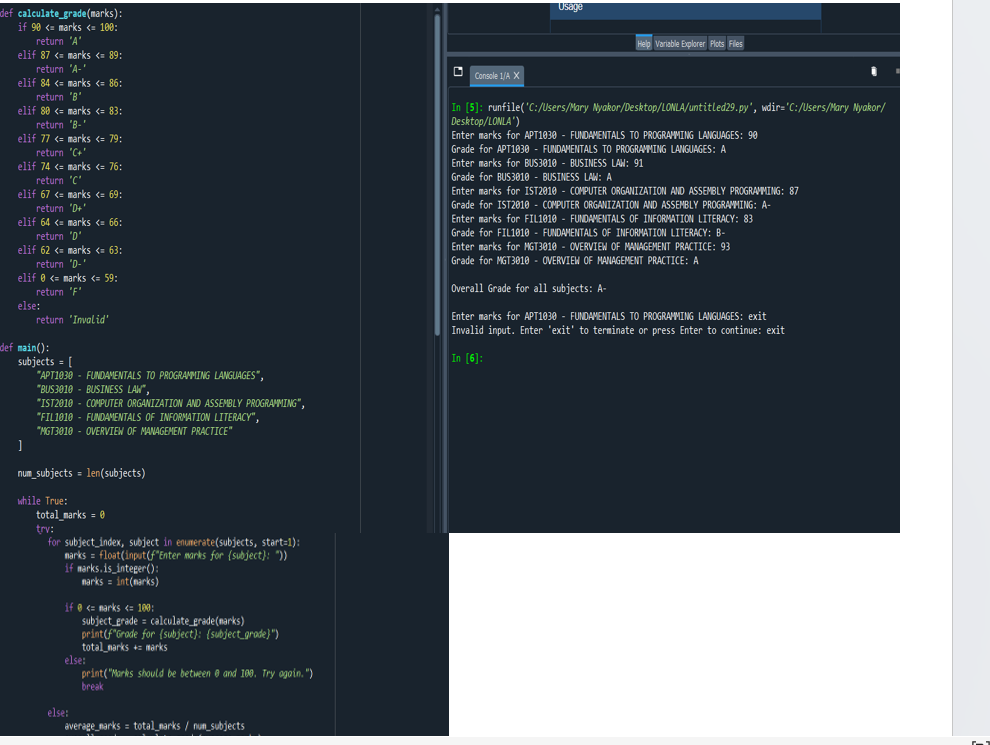 def calculate_grade(marks):
    if 90 <= marks <= 100:
        return 'A'
    elif 87 <= marks <= 89:
        return 'A-'
    elif 84 <= marks <= 86:
        return 'B'
    elif 80 <= marks <= 83:
        return 'B-'
    elif 77 <= marks <= 79:
        return 'C+'
    elif 74 <= marks <= 76:
        return 'C'
    elif 67 <= marks <= 69:
        return 'D+'
    elif 64 <= marks <= 66:
        return 'D'
    elif 62 <= marks <= 63:
        return 'D-'
    elif 0 <= marks <= 59:
        return 'F'
    else:
        return 'Invalid'
def main():
    subjects = [
        "APT1030 - FUNDAMENTALS TO PROGRAMMING LANGUAGES",
        "BUS3010 - BUSINESS LAW",
        "IST2010 - COMPUTER ORGANIZATION AND ASSEMBLY PROGRAMMING",
        "FIL1010 - FUNDAMENTALS OF INFORMATION LITERACY",
        "MGT3010 - OVERVIEW OF MANAGEMENT PRACTICE"
    ]
    num_subjects = len(subjects)
    while True:
        total_marks = 0
        try:
            for subject_index, subject in enumerate(subjects, start=1):
                marks = float(input(f"Enter marks for {subject}: "))
                if marks.is_integer():
                    marks = int(marks)
                if 0 <= marks <= 100:
                    subject_grade = calculate_grade(marks)
                    print(f"Grade for {subject}: {subject_grade}")
                    total_marks += marks
                else:
                    print("Marks should be between 0 and 100. Try again.")
                    break
            else:
                average_marks = total_marks / num_subjects
Usage
Help Variable Explorer Plots Files
Console 1/A X
In [5]: runfile('C:/Users/Mary Nyakor/Desktop/LONLA/untitled29.py', wdir='C:/Users/Mary Nyakor/
Desktop/LONLA')
Enter marks for APT1030 - FUNDAMENTALS TO PROGRAMMING LANGUAGES: 90
Grade for APT1030 - FUNDAMENTALS TO PROGRAMMING LANGUAGES: A
Enter marks for BUS3010 - BUSINESS LAW: 91
Grade for BUS3010 - BUSINESS LAW: A
Enter marks for IST2010 - COMPUTER ORGANIZATION AND ASSEMBLY PROGRAMMING: 87
Grade for IST2010 - COMPUTER ORGANIZATION AND ASSEMBLY PROGRAMMING: A-
Enter marks for FIL1010 - FUNDAMENTALS OF INFORMATION LITERACY: 83
Grade for FIL1010 - FUNDAMENTALS OF INFORMATION LITERACY: B-
Enter marks for MGT3010 - OVERVIEW OF MANAGEMENT PRACTICE: 93
Grade for MGT3010 - OVERVIEW OF MANAGEMENT PRACTICE: A
Overall Grade for all subjects: A-
Enter marks for APT1030 - FUNDAMENTALS TO PROGRAMMING LANGUAGES: exit
Invalid input. Enter 'exit' to terminate or press Enter to continue: exit
In [6]: